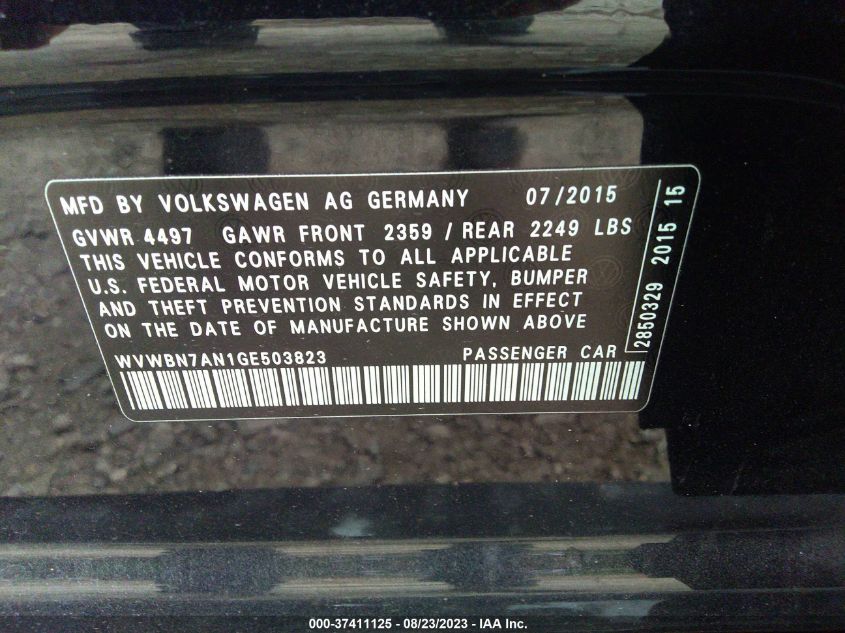 MFD BY VOLKSWAGEN AG GERMANY 07/2015
GVWR 4497 GAWR FRONT 2359 / REAR 2249 LBS
THIS VEHICLE CONFORMS TO ALL APPLICABLE
U.S. FEDERAL MOTOR VEHICLE SAFETY, BUMPER
AND THEFT PREVENTION STANDARDS IN EFFECT
ON THE DATE OF MANUFACTURE SHOWN ABOVE
WVWBN7AN1GE503823 PASSENGER CAR
2850329 2015 15
000-37411125 - 08/23/2023 - IAA Inc.